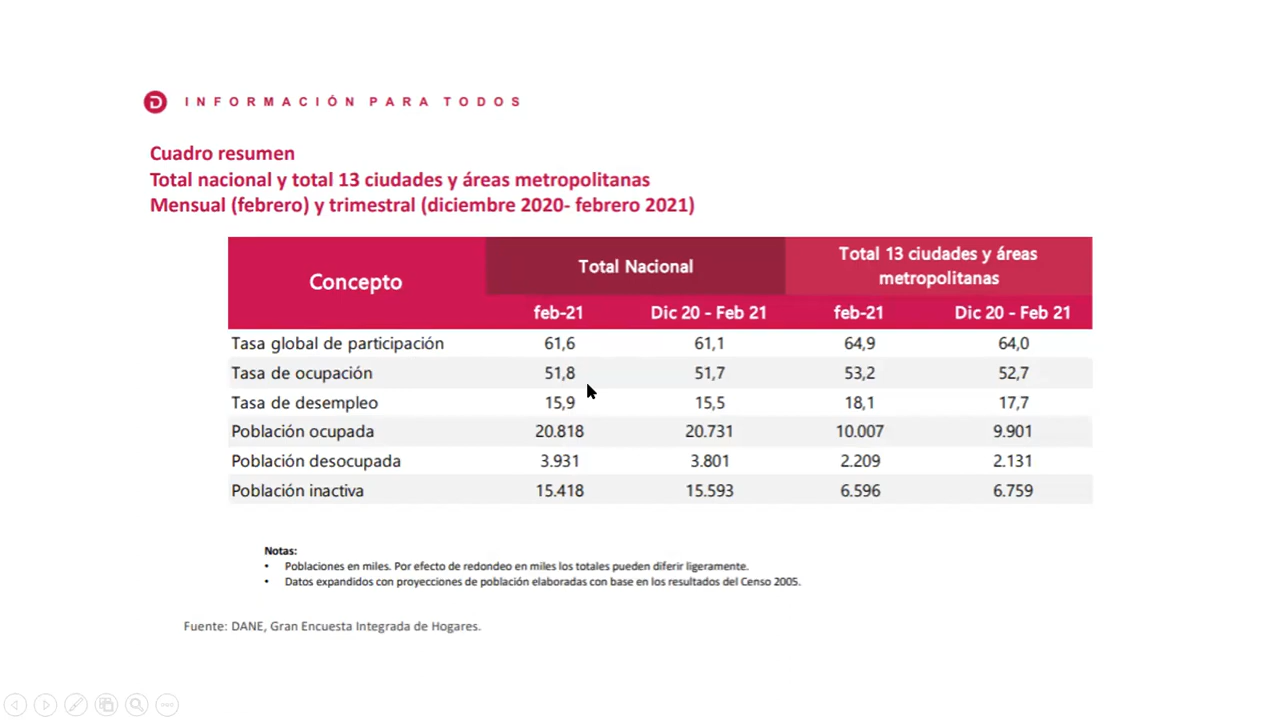 INFORMACIÓN PARA TODOS
Cuadro resumen
Total nacional y total 13 ciudades y áreas metropolitanas
Mensual (febrero) y trimestral (diciembre 2020- febrero 2021)
Concepto
Total Nacional
Total 13 ciudades y áreas
metropolitanas
feb-21 Dic 20 - Feb 21 feb-21 Dic 20 - Feb 21
Tasa global de participación 61,6 61,1 64,9 64,0
Tasa de ocupación 51,8 51,7 53,2 52,7
Tasa de desempleo 15,9 15,5 18,1 17,7
Población ocupada 20.818 20.731 10.007 9.901
Población desocupada 3.931 3.801 2.209 2.131
Población inactiva 15.418 15.593 6.596 6.759
Notas:
• Poblaciones en miles. Por efecto de redondeo en miles los totales pueden diferir ligeramente.
• Datos expandidos con proyecciones de población elaboradas con base en los resultados del Censo 2005.
Fuente: DANE, Gran Encuesta Integrada de Hogares.